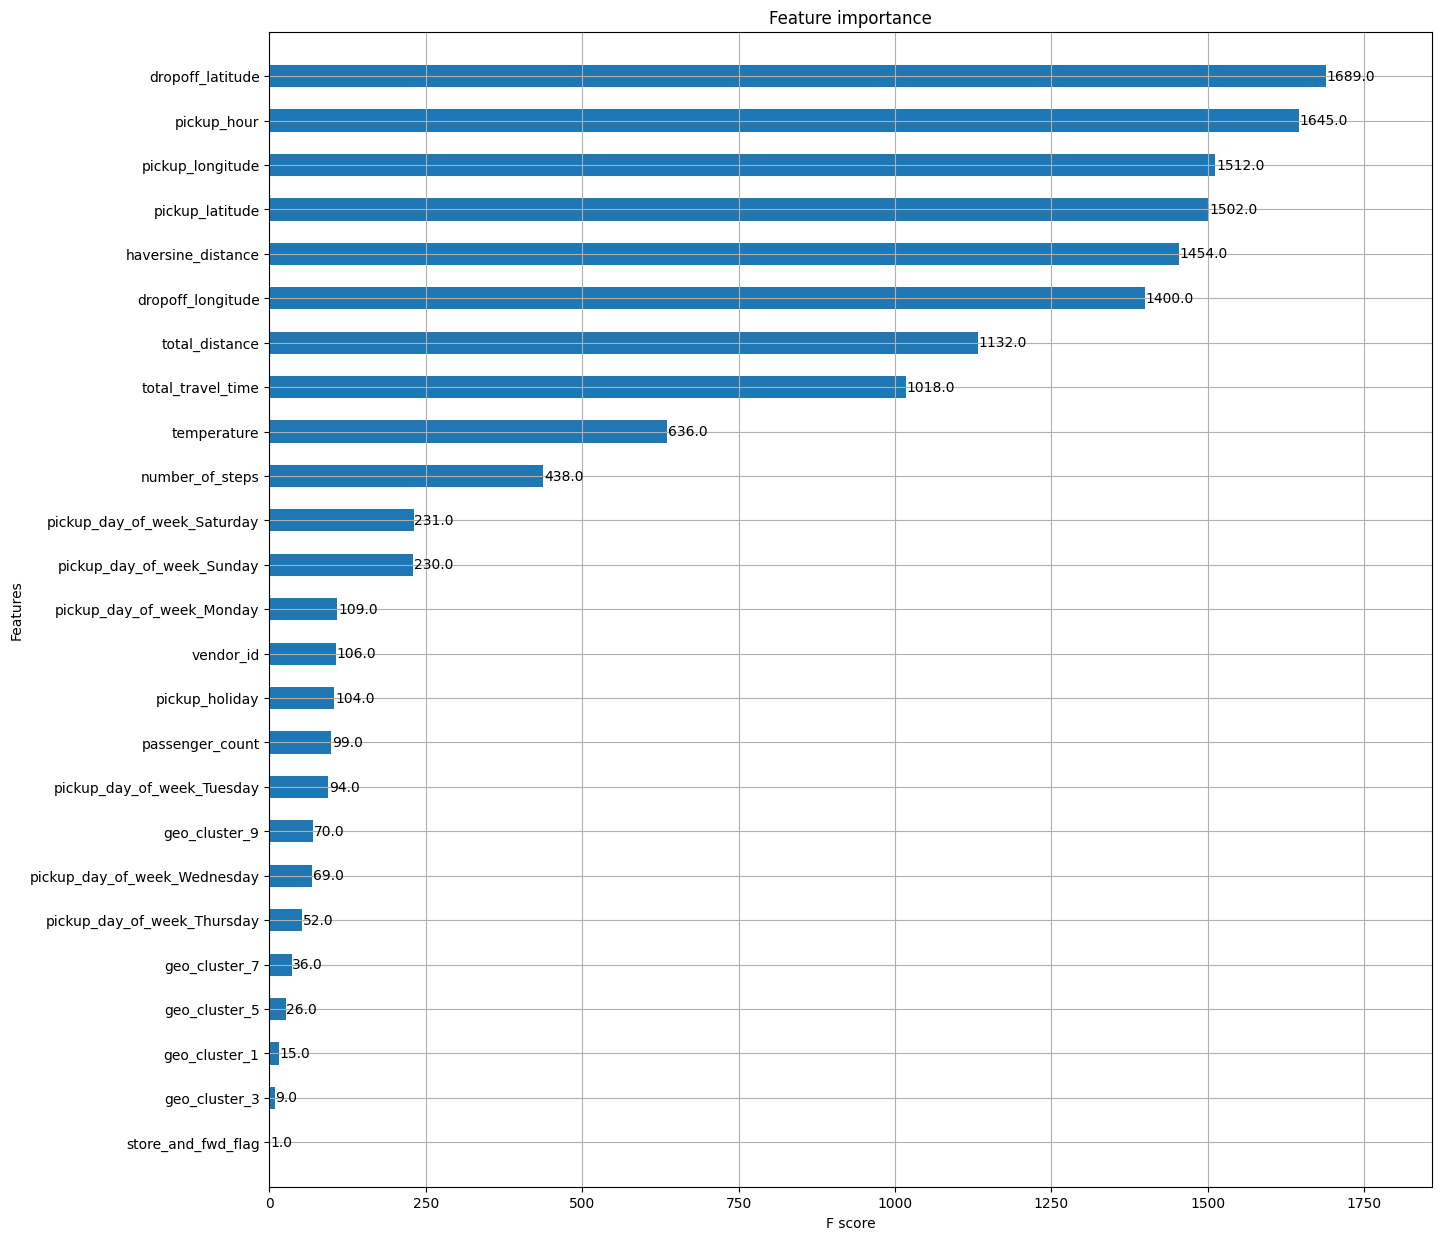 Feature importance
dropoff_latitude 1689.0
pickup_hour 1645.0
pickup_longitude 1512.0
pickup_latitude 1502.0
haversine_distance 1454.0
dropoff_longitude 1400.0
total_distance 1132.0
total_travel_time 1018.0
temperature 636.0
number_of_steps 438.0
pickup_day_of_week_Saturday 231.0
pickup_day_of_week_Sunday 230.0
pickup_day_of_week_Monday 109.0
vendor_id 106.0
pickup_holiday 104.0
passenger_count 99.0
pickup_day_of_week_Tuesday 94.0
geo_cluster_9 70.0
pickup_day_of_week_Wednesday 69.0
pickup_day_of_week_Thursday 52.0
geo_cluster_7 36.0
geo_cluster_5 26.0
geo_cluster_1 15.0
geo_cluster_3 9.0
store_and_fwd_flag 1.0
Features
0 250 500 750 1000 1250 1500 1750
F score